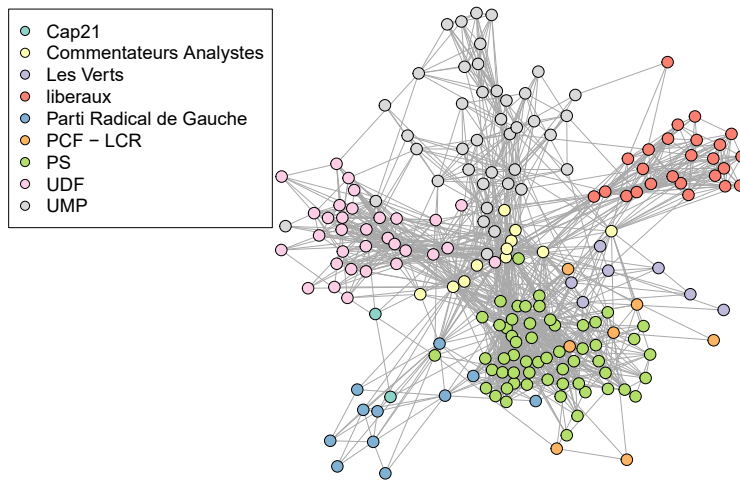 Cap21
Commentateurs Analystes
Les Verts
liberaux
Parti Radical de Gauche
PCF − LCR
PS
UDF
UMP